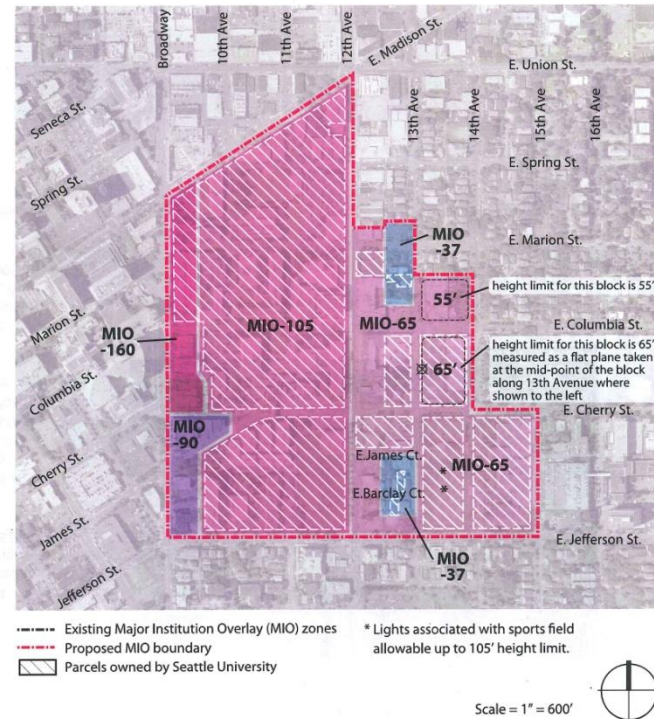 Broadway
10th Ave
11th Ave
12th Ave
E. Madison St.
E. Union St.
13th Ave
14th Ave
15th Ave
16th Ave
Seneca St.
E. Spring St.
Spring St.
E. Marion St.
MIO
-37
55'
height limit for this block is 55'
MIO-105
MIO-65
E. Columbia St.
Marion St.
MIO
-160
65'
height limit for this block is 65'
measured as a flat plane taken
at the mid-point of the block
along 13th Avenue where
shown to the left
Columbia St.
E. Cherry St.
MIO
-90
Cherry St.
E.James Ct.
MIO-65
E.Barclay Ct.
*
*
James St.
E. Jefferson St.
MIO
-37
Jefferson St.
Existing Major Institution Overlay (MIO) zones
Proposed MIO boundary
Parcels owned by Seattle University
* Lights associated with sports field
allowable up to 105' height limit.
Scale = 1" = 600'